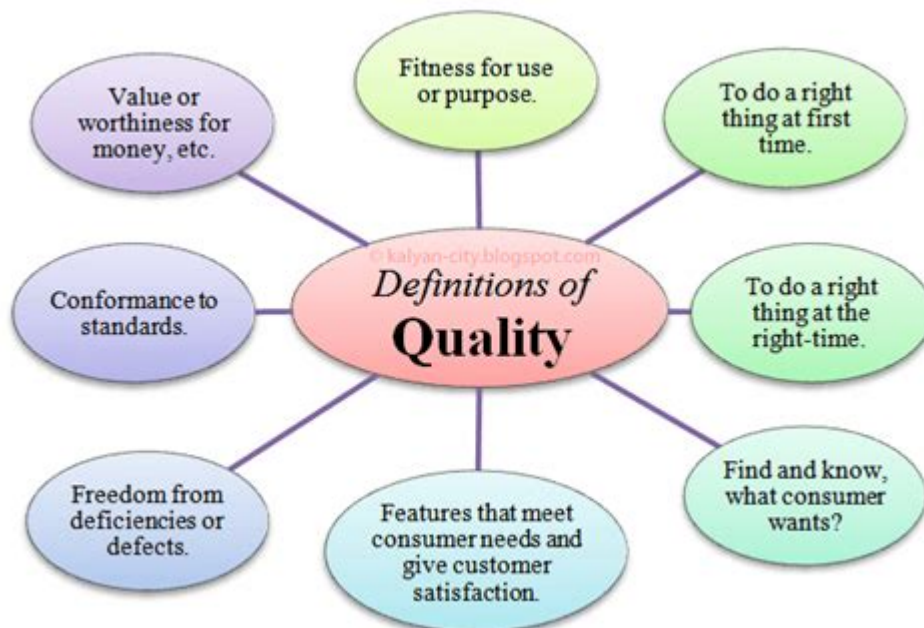 Fitness for use
or purpose.
To do a right
thing at first
time.
To do a right
thing at the
right-time.
Find and know,
what consumer
wants?
Features that meet
consumer needs and
give customer
satisfaction.
Freedom from
deficiencies or
defects.
Conformance to
standards.
Value or
worthiness for
money, etc.
© kalyan-city.blogspot.com
Definitions of
Quality